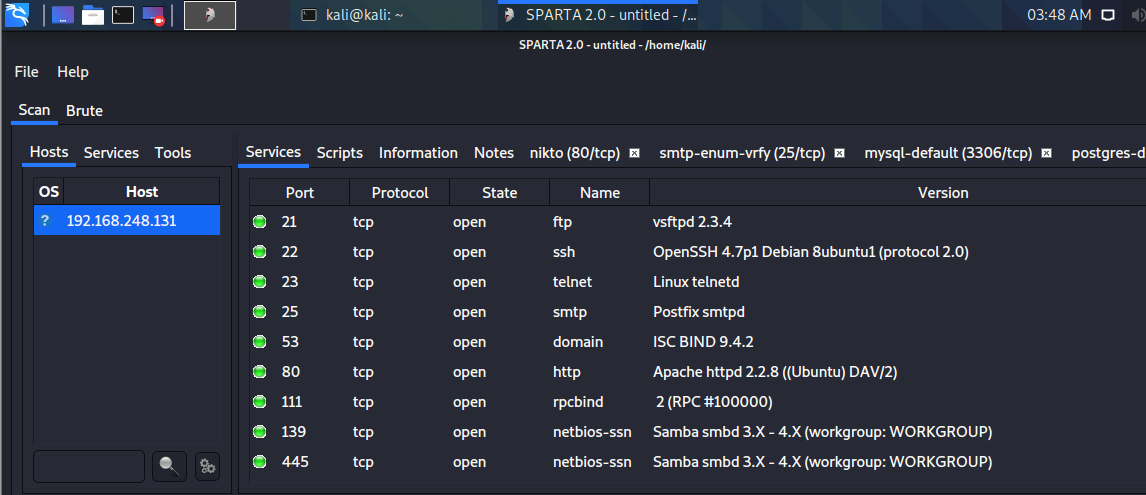 kali@kali: ~ SPARTA 2.0 - untitled - /... 03:48 AM
SPARTA 2.0 - untitled - /home/kali/
File Help
Scan Brute
Hosts Services Tools Services Scripts Information Notes nikto (80/tcp) smtp-enum-vrfy (25/tcp) mysql-default (3306/tcp) postgres-d
OS Host Port Protocol State Name Version
? 192.168.248.131 21 tcp open ftp vsftpd 2.3.4
22 tcp open ssh OpenSSH 4.7p1 Debian 8ubuntu1 (protocol 2.0)
23 tcp open telnet Linux telnetd
25 tcp open smtp Postfix smtpd
53 tcp open domain ISC BIND 9.4.2
80 tcp open http Apache httpd 2.2.8 ((Ubuntu) DAV/2)
111 tcp open rpcbind 2 (RPC #100000)
139 tcp open netbios-ssn Samba smbd 3.X - 4.X (workgroup: WORKGROUP)
445 tcp open netbios-ssn Samba smbd 3.X - 4.X (workgroup: WORKGROUP)